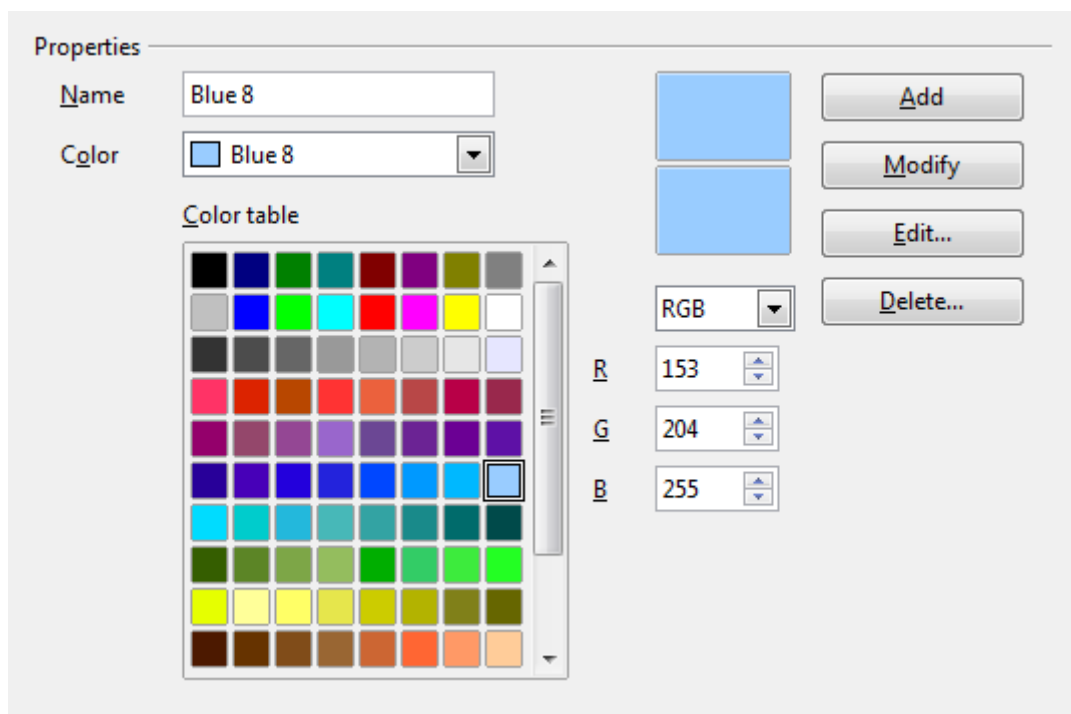 Properties
Name
Blue 8
Color
Blue 8
Color table
Add
Modify
Edit...
Delete...
RGB
R
153
G
204
B
255